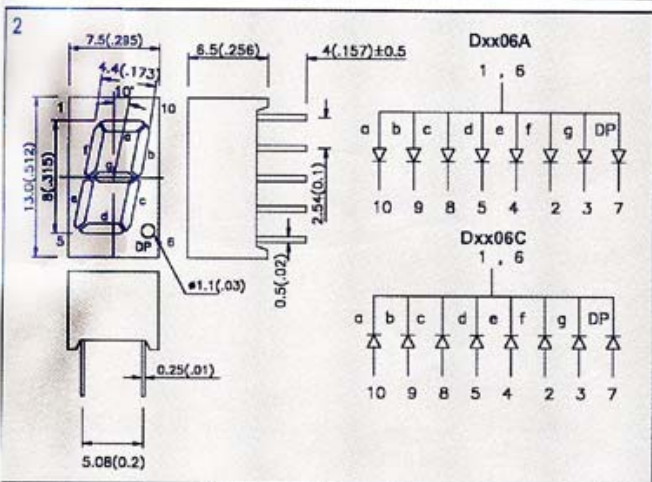 2
7.5(.295)
4.4(.173)
10°
1
10
13.0(.512)
8(.315)
a
f
b
g
e
c
d
5
6
DP
ø1.1(.03)
6.5(.256)
4(.157)±0.5
2.54(0.1)
0.5(.02)
0.25(.01)
5.08(0.2)
Dxx06A
1 , 6
a b c d e f g DP
10 9 8 5 4 2 3 7
Dxx06C
1 , 6
a b c d e f g DP
10 9 8 5 4 2 3 7